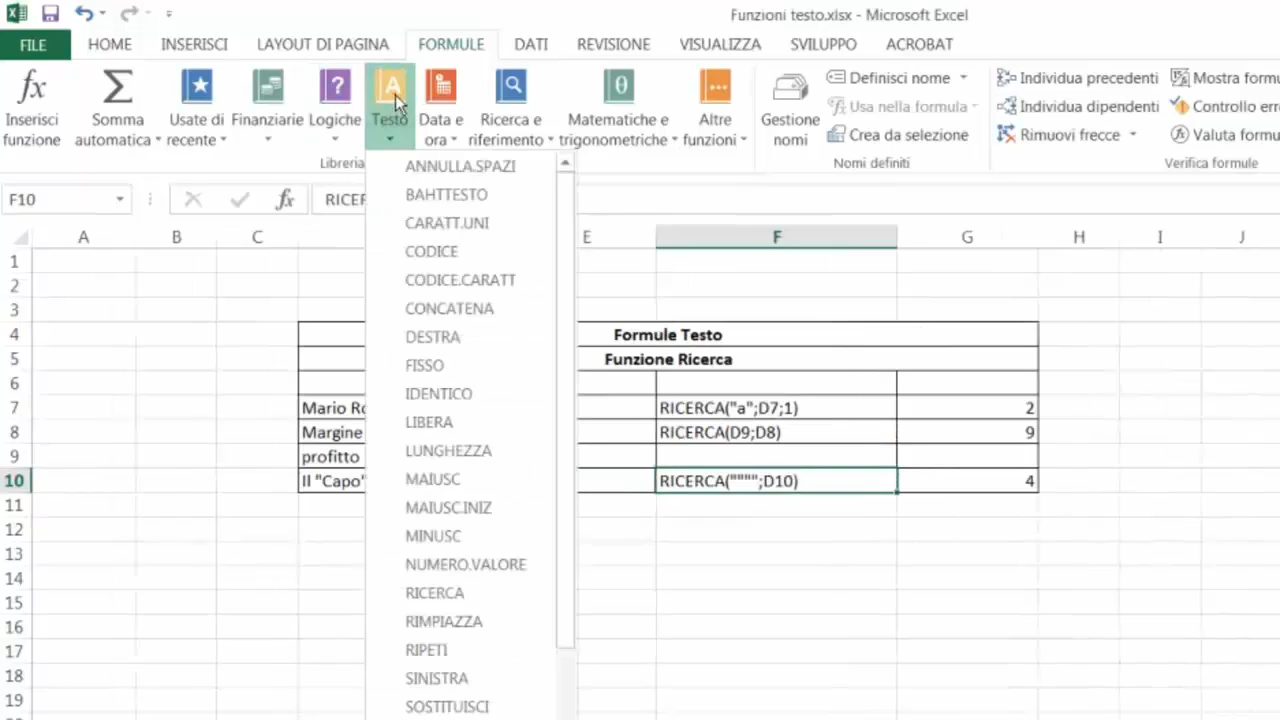 Funzioni testo.xlsx - Microsoft Excel
FILE HOME INSERISCI LAYOUT DI PAGINA FORMULE DATI REVISIONE VISUALIZZA SVILUPPO ACROBAT
fx Inserisci funzione
Σ Somma automatica
Usate di recente
Finanziarie
Logiche
Testo
Data e ora
Ricerca e riferimento
Matematiche e trigonometriche
Altre funzioni
Gestione nomi
Definisci nome
Usa nella formula
Crea da selezione
Individua precedenti
Individua dipendenti
Rimuovi frecce
Mostra formu
Controllo err
Valuta formu
Libreria
Nomi definiti
Verifica formule
F10 fx RICER
A B C E F G H I J
ANNULLA.SPAZI
BAHTTESTO
CARATT.UNI
CODICE
CODICE.CARATT
CONCATENA
DESTRA
FISSO
IDENTICO
LIBERA
LUNGHEZZA
MAIUSC
MAIUSC.INIZ
MINUSC
NUMERO.VALORE
RICERCA
RIMPIAZZA
RIPETI
SINISTRA
SOSTITUISCI
1
2
3
4 Formule Testo
5 Funzione Ricerca
6
7 Mario Ro RICERCA("a";D7;1) 2
8 Margine RICERCA(D9;D8) 9
9 profitto
10 Il "Capo" RICERCA("""";D10) 4
11
12
13
14
15
16
17
18
19